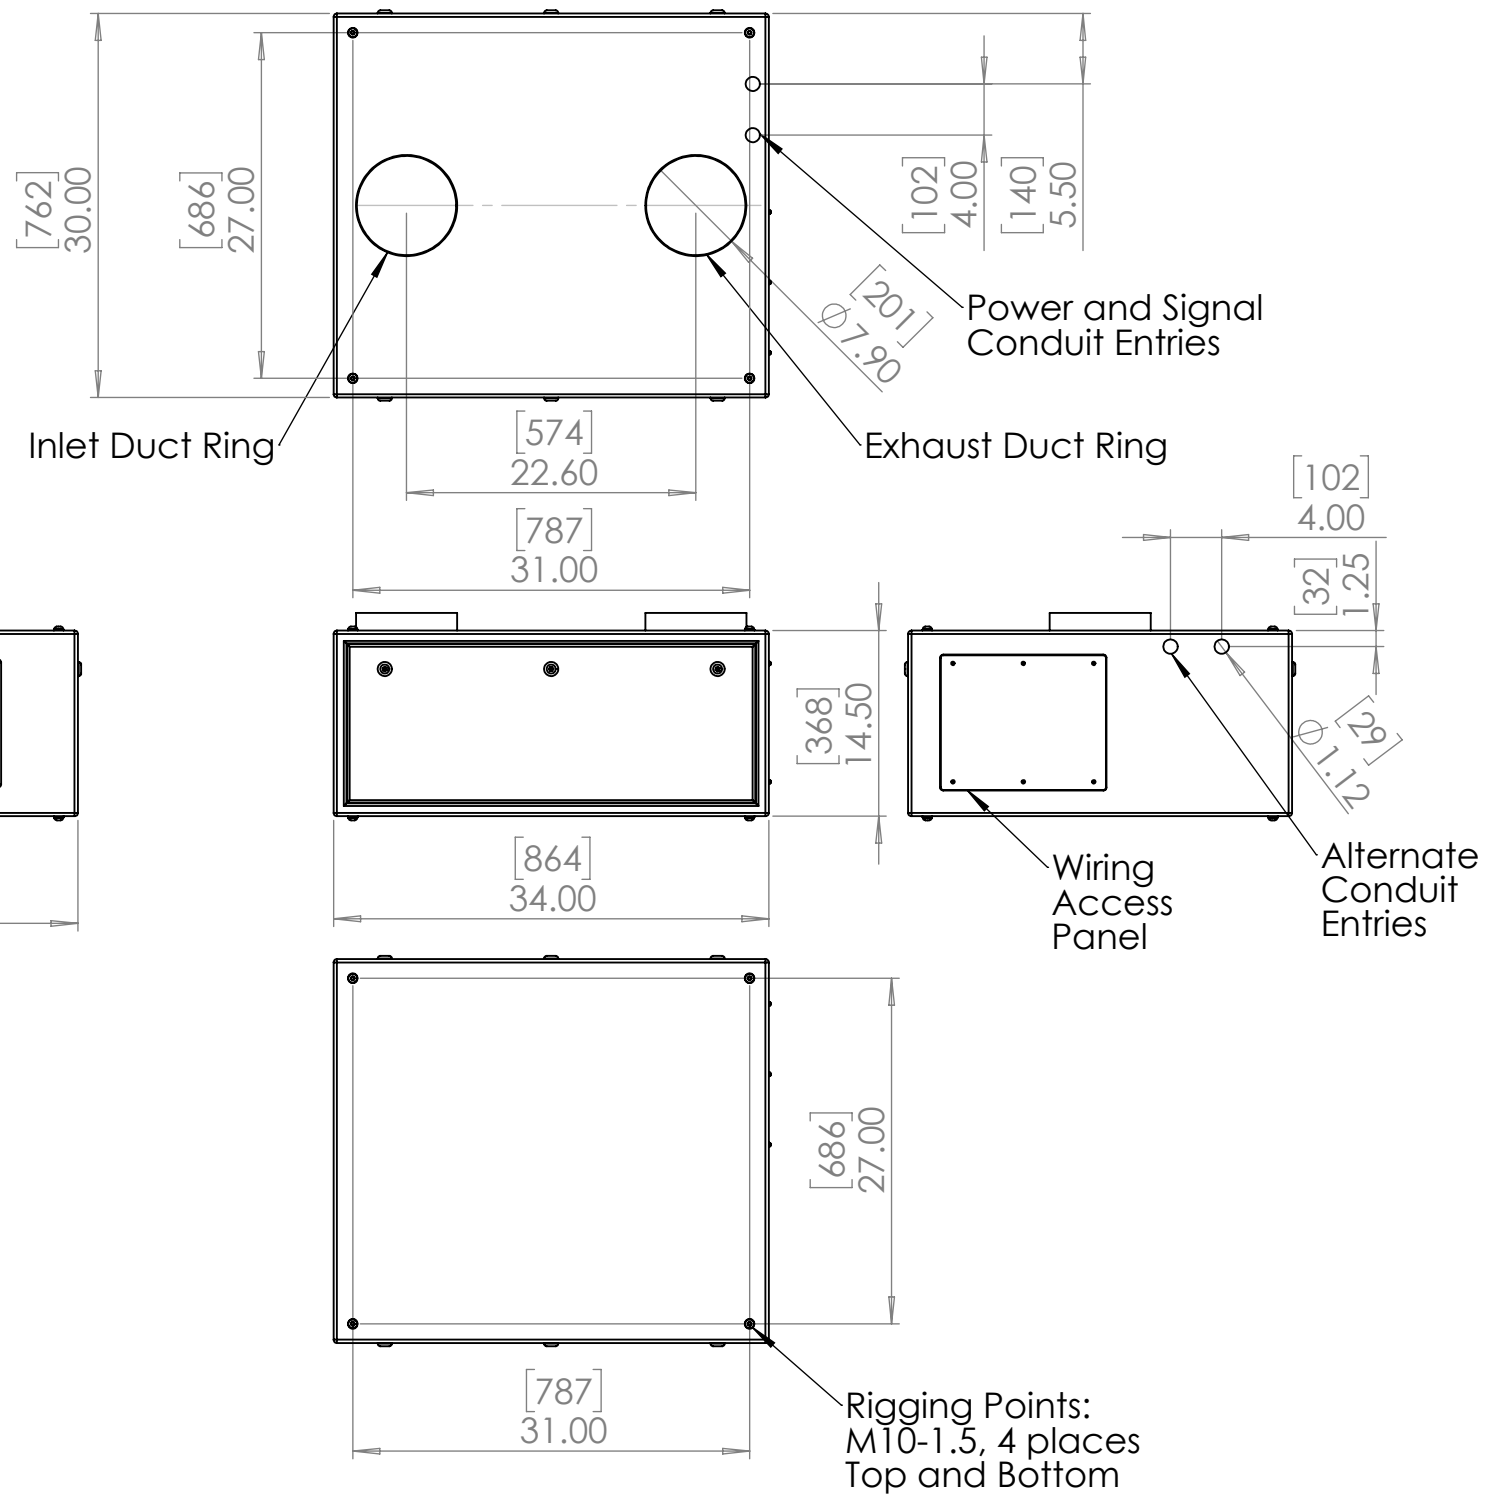 [762]
30.00
[686]
27.00
[102]
4.00
[140]
5.50
[201]
∅7.90
Power and Signal
Conduit Entries
Inlet Duct Ring
Exhaust Duct Ring
[574]
22.60
[787]
31.00
[102]
4.00
[32]
1.25
[368]
14.50
[29]
∅1.12
[864]
34.00
Wiring
Access
Panel
Alternate
Conduit
Entries
[686]
27.00
[787]
31.00
Rigging Points:
M10-1.5, 4 places
Top and Bottom